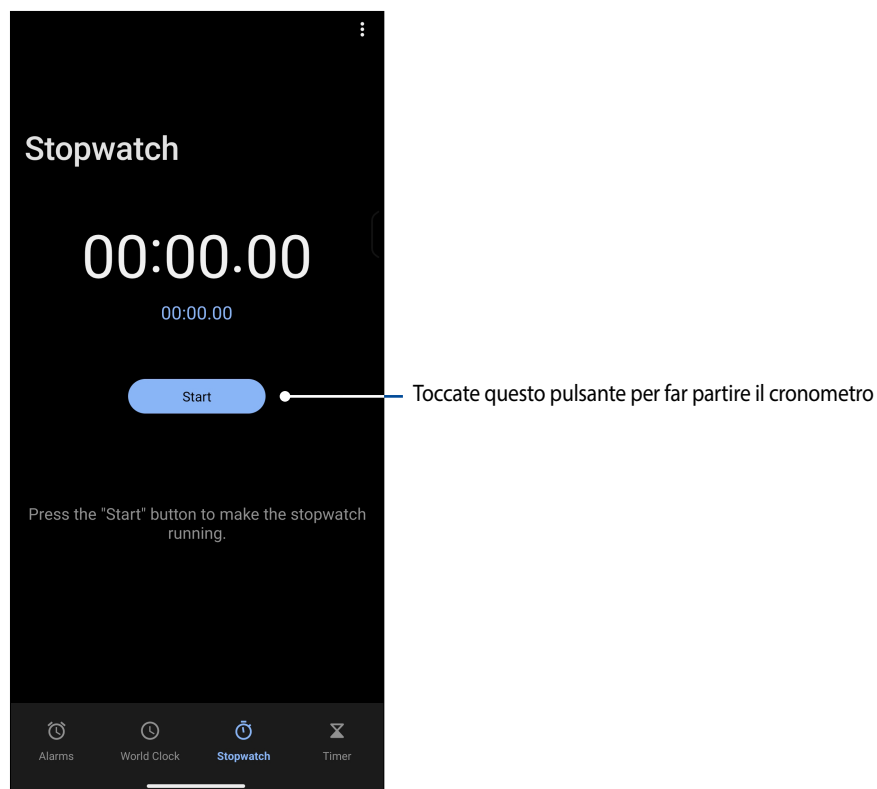 Stopwatch
00:00.00
00:00.00
Start
Toccate questo pulsante per far partire il cronometro
Press the "Start" button to make the stopwatch
running.
Alarms World Clock Stopwatch Timer